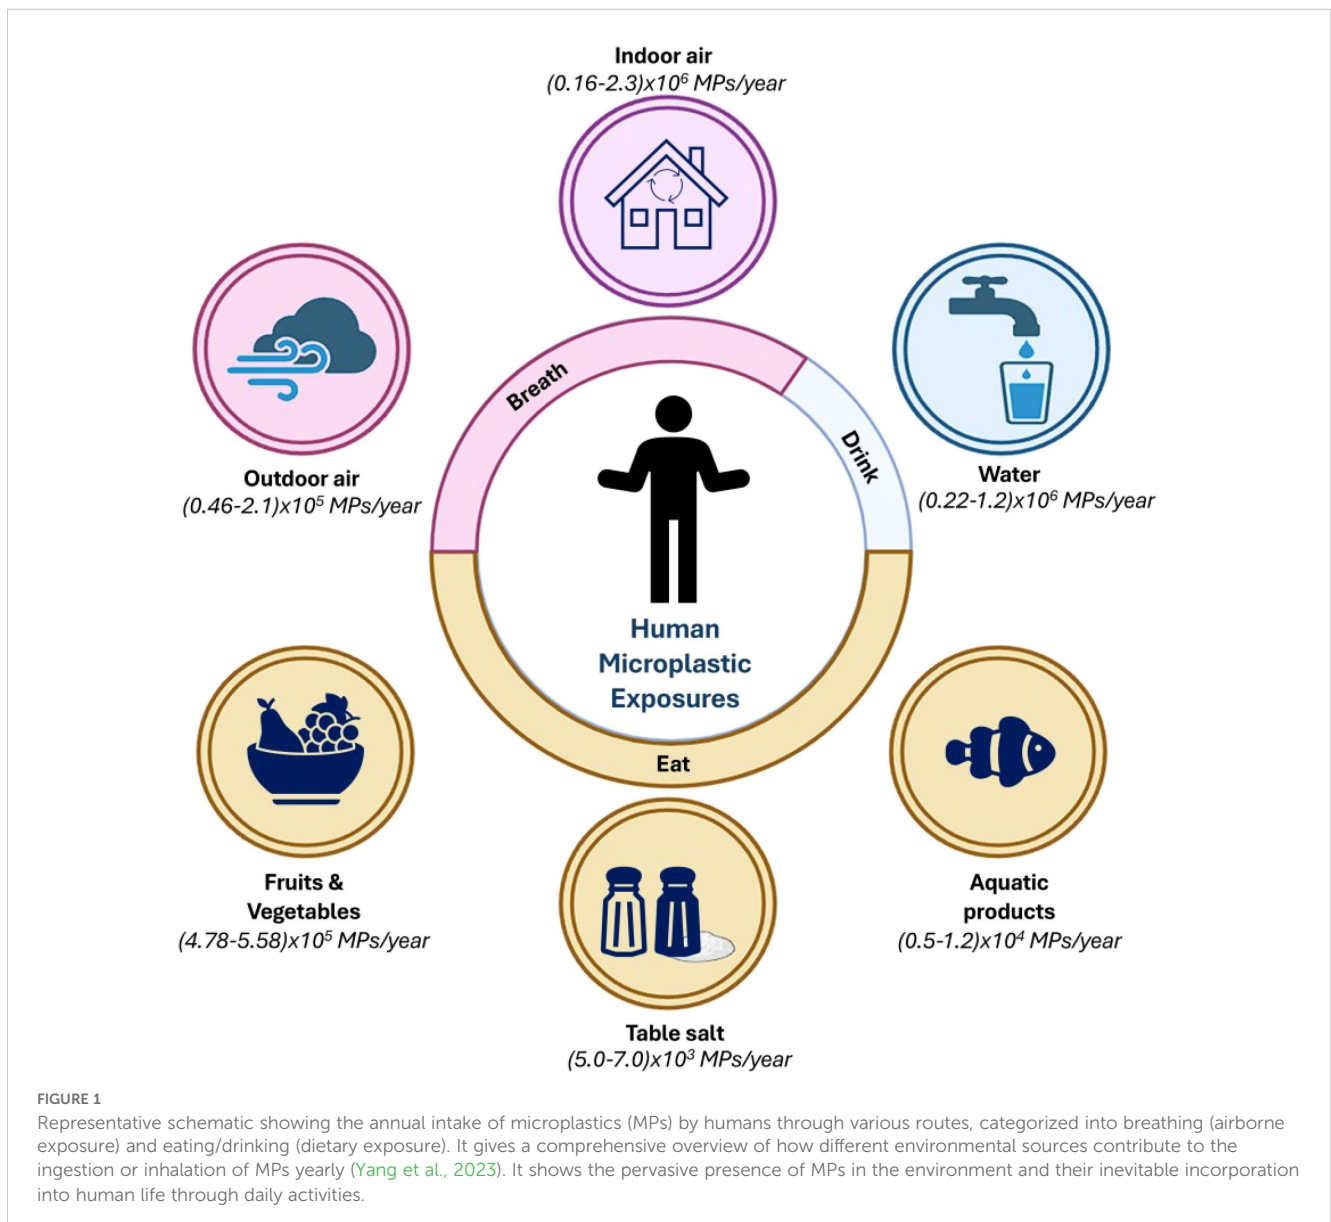 Indoor air
(0.16-2.3)x10⁶ MPs/year
Outdoor air
(0.46-2.1)x10⁵ MPs/year
Breath
Drink
Water
(0.22-1.2)x10⁶ MPs/year
Human
Microplastic
Exposures
Eat
Fruits &
Vegetables
(4.78-5.58)x10⁵ MPs/year
Aquatic
products
(0.5-1.2)x10⁴ MPs/year
Table salt
(5.0-7.0)x10³ MPs/year
FIGURE 1
Representative schematic showing the annual intake of microplastics (MPs) by humans through various routes, categorized into breathing (airborne
exposure) and eating/drinking (dietary exposure). It gives a comprehensive overview of how different environmental sources contribute to the
ingestion or inhalation of MPs yearly (Yang et al., 2023). It shows the pervasive presence of MPs in the environment and their inevitable incorporation
into human life through daily activities.